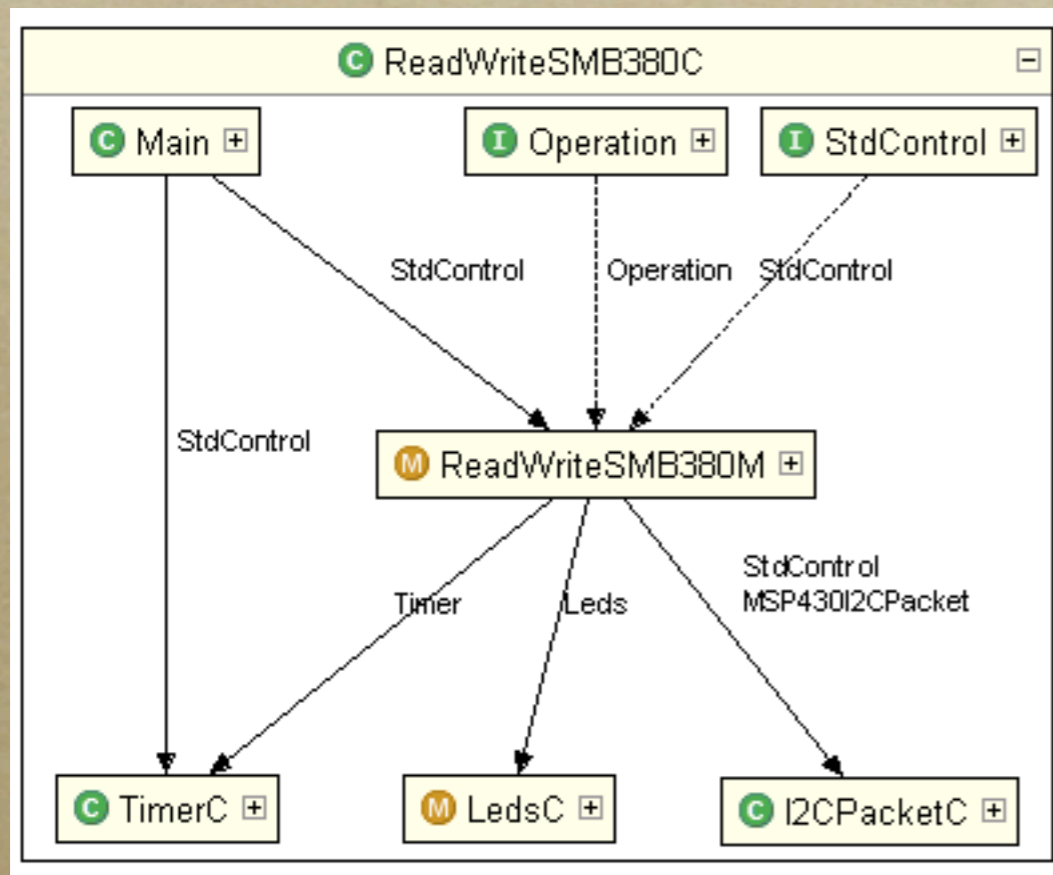 C ReadWriteSMB380C
C Main
I Operation
I StdControl
StdControl
Operation
StdControl
StdControl
M ReadWriteSMB380M
Timer
Leds
StdControl
MSP430I2CPacket
C TimerC
M LedsC
C I2CPacketC